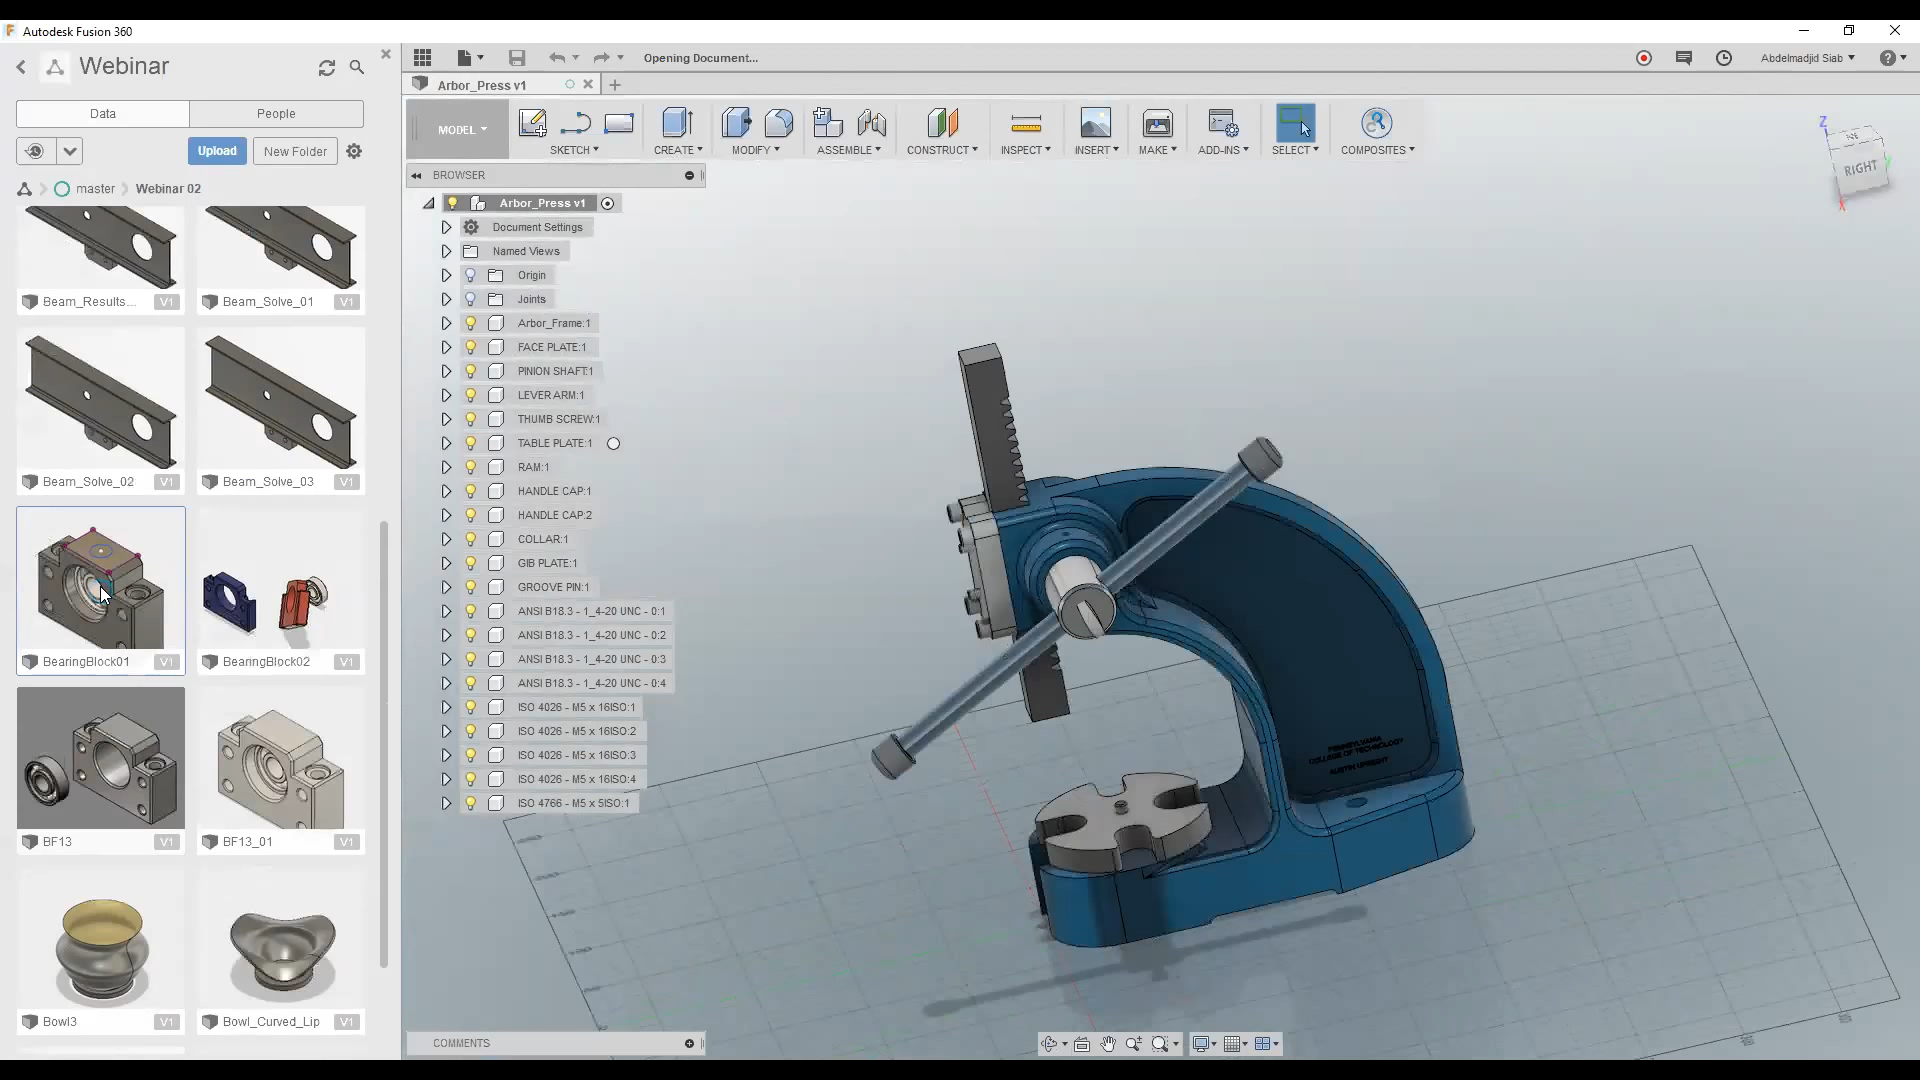 Autodesk Fusion 360
Webinar
Data
People
Upload
New Folder
master
Webinar 02
Beam_Results... V1
Beam_Solve_01 V1
Beam_Solve_02 V1
Beam_Solve_03 V1
BearingBlock01 V1
BearingBlock02 V1
BF13 V1
BF13_01 V1
Bowl3 V1
Bowl_Curved_Lip V1
Opening Document...
Abdelmadjid Siab
Arbor_Press v1
MODEL
SKETCH
CREATE
MODIFY
ASSEMBLE
CONSTRUCT
INSPECT
INSERT
MAKE
ADD-INS
SELECT
COMPOSITES
BROWSER
Arbor_Press v1
Document Settings
Named Views
Origin
Joints
Arbor_Frame:1
FACE PLATE:1
PINION SHAFT:1
LEVER ARM:1
THUMB SCREW:1
TABLE PLATE:1
RAM:1
HANDLE CAP:1
HANDLE CAP:2
COLLAR:1
GIB PLATE:1
GROOVE PIN:1
ANSI B18.3 - 1_4-20 UNC - 0:1
ANSI B18.3 - 1_4-20 UNC - 0:2
ANSI B18.3 - 1_4-20 UNC - 0:3
ANSI B18.3 - 1_4-20 UNC - 0:4
ISO 4026 - M5 x 16ISO:1
ISO 4026 - M5 x 16ISO:2
ISO 4026 - M5 x 16ISO:3
ISO 4026 - M5 x 16ISO:4
ISO 4766 - M5 x 5ISO:1
Z
RIGHT
Y
X
PENNSYLVANIA
COLLEGE OF TECHNOLOGY
COMMENTS